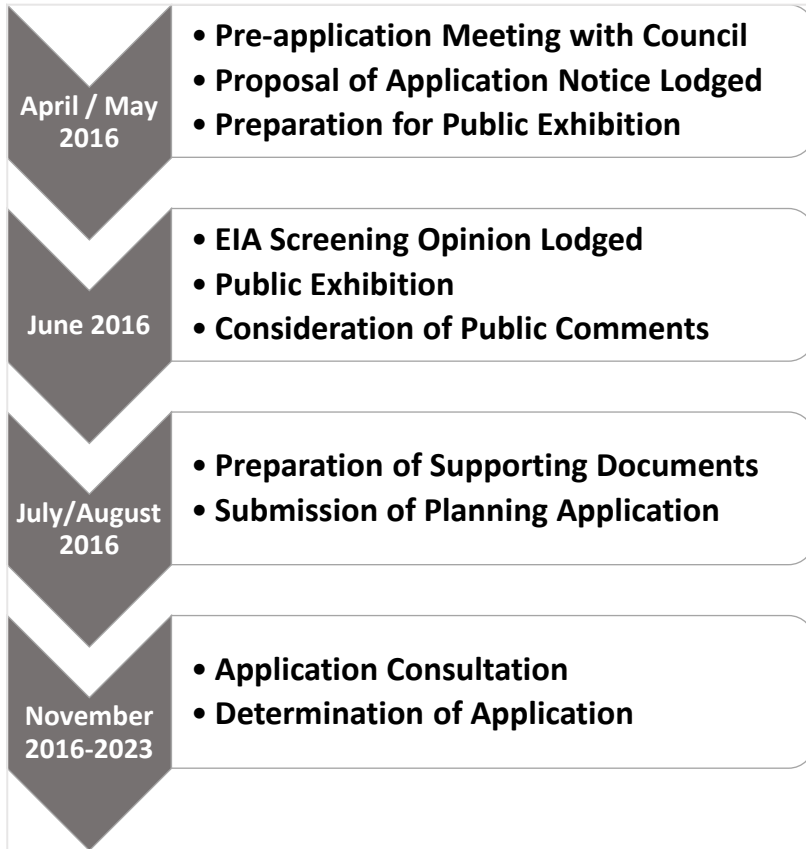 April / May
2016
• Pre-application Meeting with Council
• Proposal of Application Notice Lodged
• Preparation for Public Exhibition
June 2016
• EIA Screening Opinion Lodged
• Public Exhibition
• Consideration of Public Comments
July/August
2016
• Preparation of Supporting Documents
• Submission of Planning Application
November
2016-2023
• Application Consultation
• Determination of Application